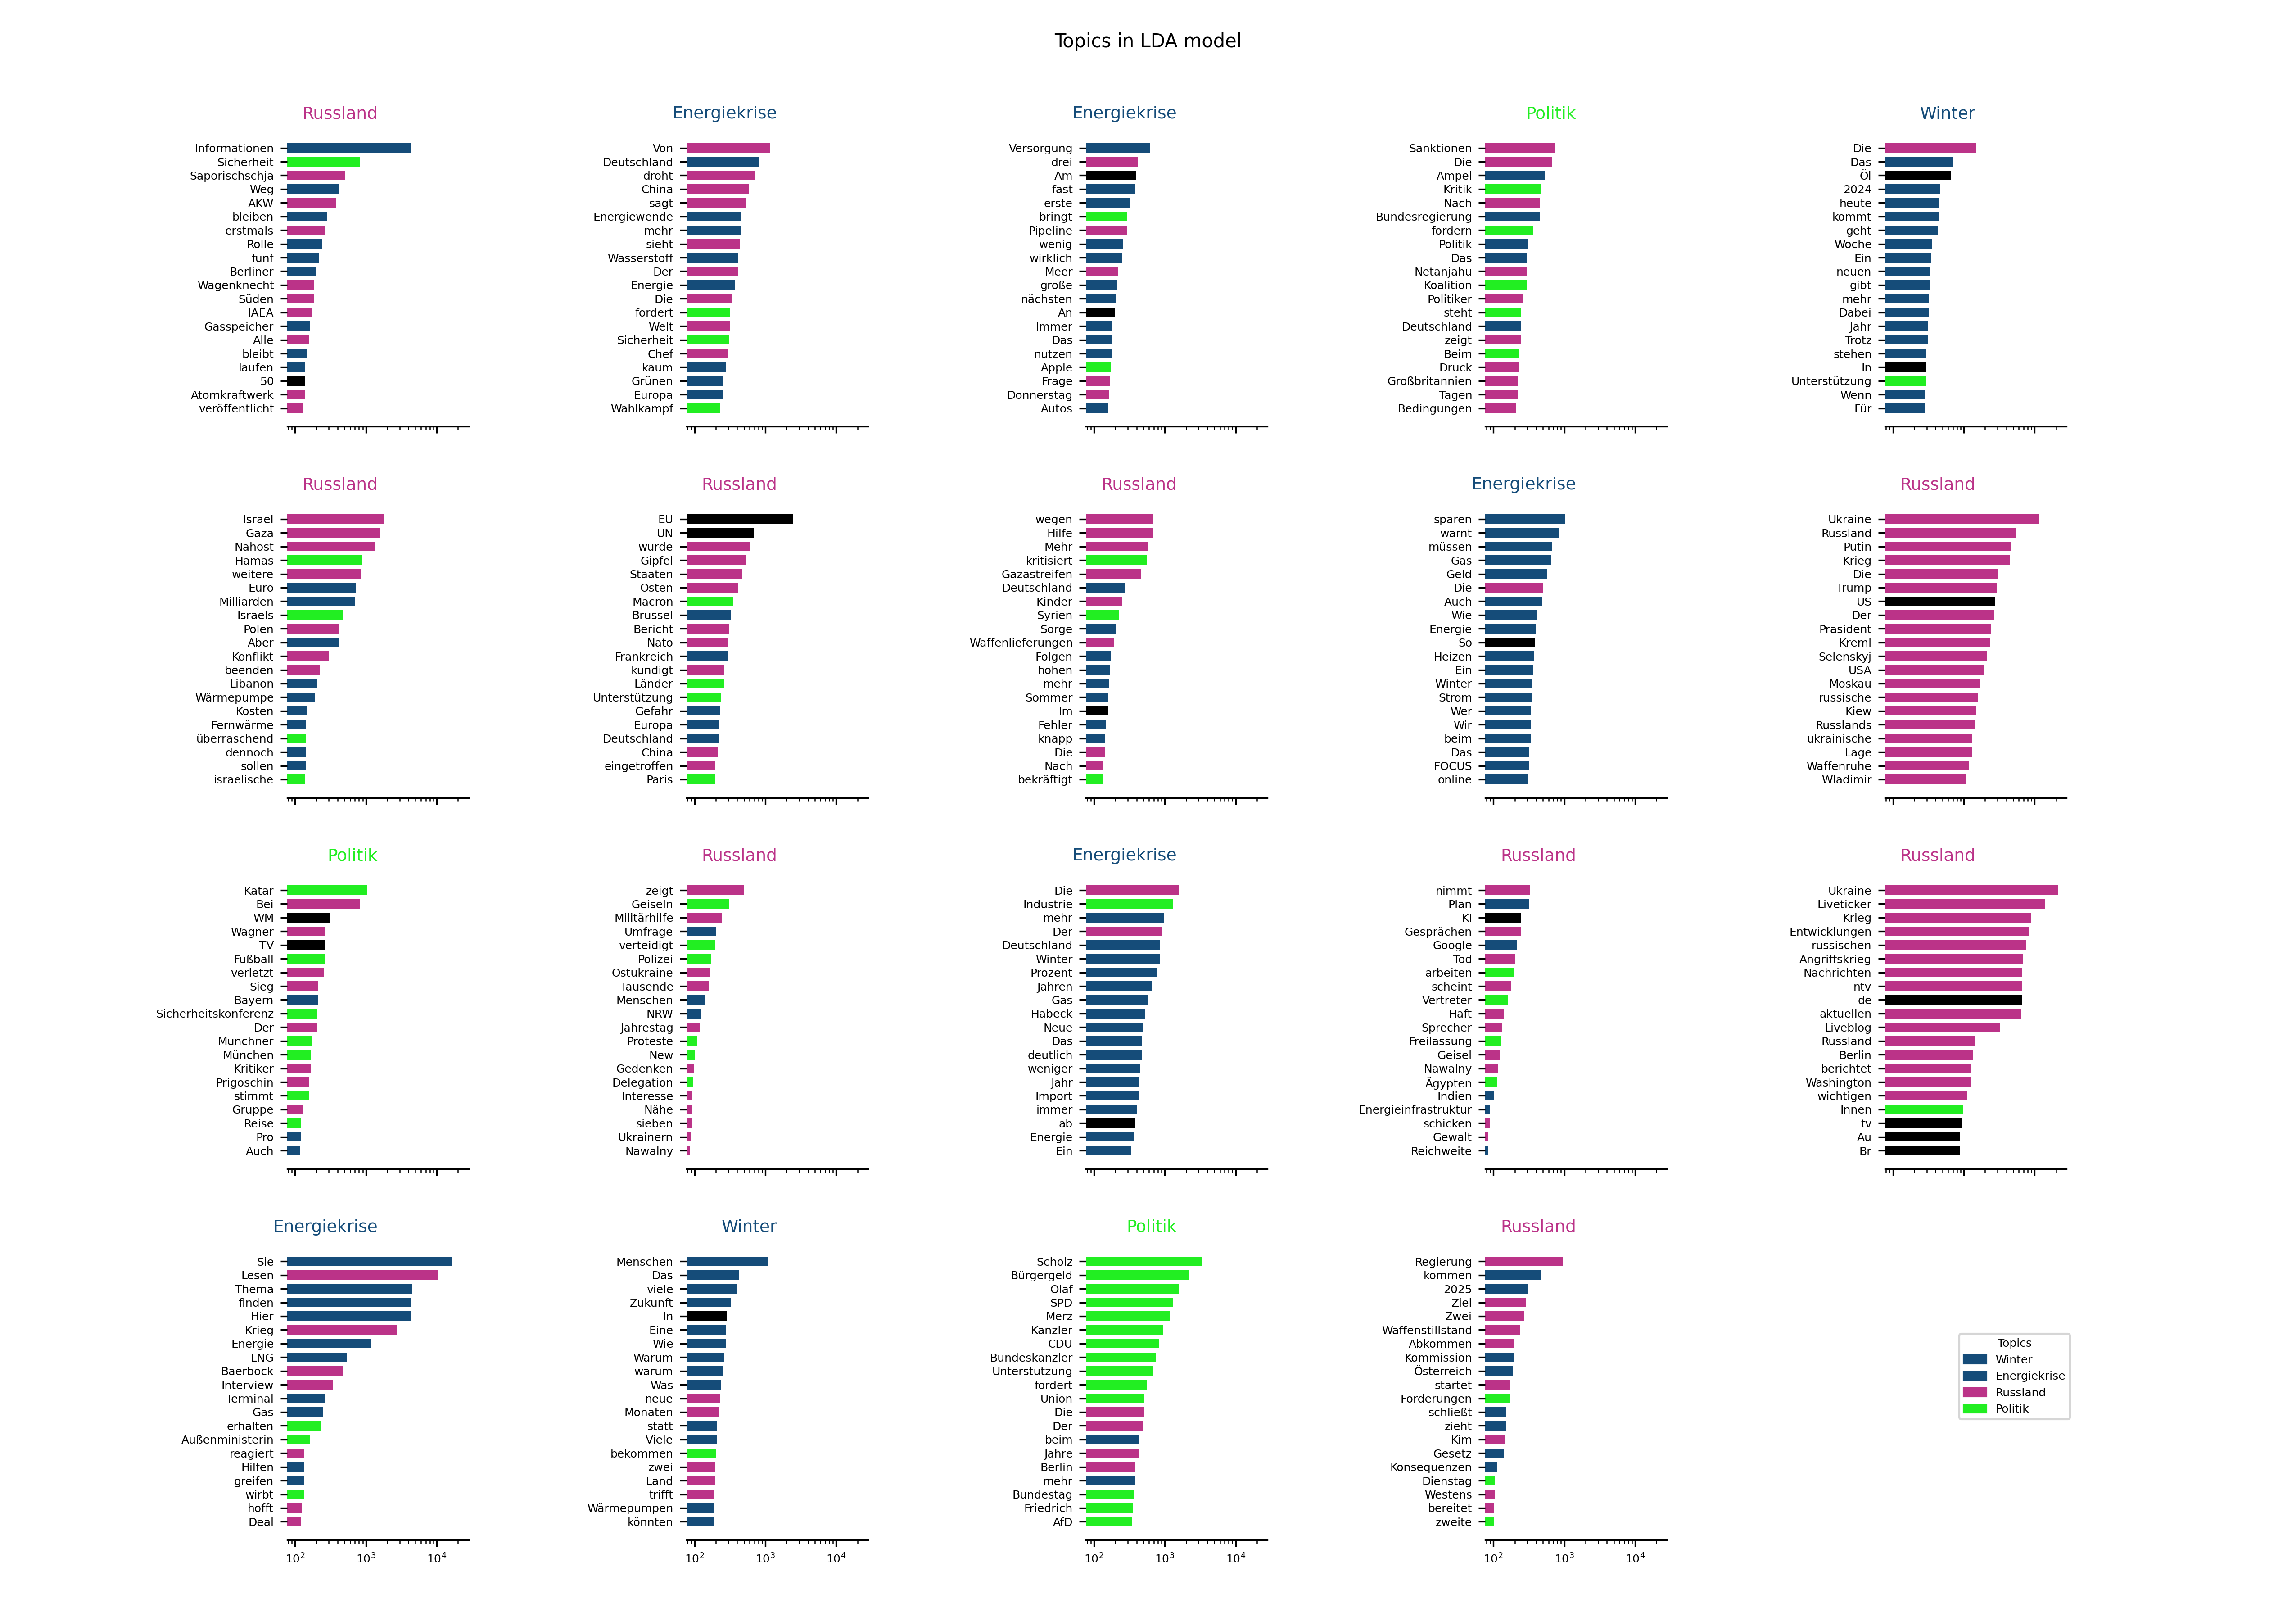 Topics in LDA model
Russland
Informationen
Sicherheit
Saporischschja
Weg
AKW
bleiben
erstmals
Rolle
fünf
Berliner
Wagenknecht
Süden
IAEA
Gasspeicher
Alle
bleibt
laufen
50
Atomkraftwerk
veröffentlicht
Energiekrise
Von
Deutschland
droht
China
sagt
Energiewende
mehr
sieht
Wasserstoff
Der
Energie
Die
fordert
Welt
Sicherheit
Chef
kaum
Grünen
Europa
Wahlkampf
Energiekrise
Versorgung
drei
Am
fast
erste
bringt
Pipeline
wenig
wirklich
Meer
große
nächsten
An
Immer
Das
nutzen
Apple
Frage
Donnerstag
Autos
Politik
Sanktionen
Die
Ampel
Kritik
Nach
Bundesregierung
fordern
Politik
Das
Netanjahu
Koalition
Politiker
steht
Deutschland
zeigt
Beim
Druck
Großbritannien
Tagen
Bedingungen
Winter
Die
Das
Öl
2024
heute
kommt
geht
Woche
Ein
neuen
gibt
mehr
Dabei
Jahr
Trotz
stehen
In
Unterstützung
Wenn
Für
Russland
Israel
Gaza
Nahost
Hamas
weitere
Euro
Milliarden
Israels
Polen
Aber
Konflikt
beenden
Libanon
Wärmepumpe
Kosten
Fernwärme
überraschend
dennoch
sollen
israelische
Russland
EU
UN
wurde
Gipfel
Staaten
Osten
Macron
Brüssel
Bericht
Nato
Frankreich
kündigt
Länder
Unterstützung
Gefahr
Europa
Deutschland
China
eingetroffen
Paris
Russland
wegen
Hilfe
Mehr
kritisiert
Gazastreifen
Deutschland
Kinder
Syrien
Sorge
Waffenlieferungen
Folgen
hohen
mehr
Sommer
Im
Fehler
knapp
Die
Nach
bekräftigt
Energiekrise
sparen
warnt
müssen
Gas
Geld
Die
Auch
Wie
Energie
So
Heizen
Ein
Winter
Strom
Wer
Wir
beim
Das
FOCUS
online
Russland
Ukraine
Russland
Putin
Krieg
Die
Trump
US
Der
Präsident
Kreml
Selenskyj
USA
Moskau
russische
Kiew
Russlands
ukrainische
Lage
Waffenruhe
Wladimir
Politik
Katar
Bei
WM
Wagner
TV
Fußball
verletzt
Sieg
Bayern
Sicherheitskonferenz
Der
Münchner
München
Kritiker
Prigoschin
stimmt
Gruppe
Reise
Pro
Auch
Russland
zeigt
Geiseln
Militärhilfe
Umfrage
verteidigt
Polizei
Ostukraine
Tausende
Menschen
NRW
Jahrestag
Proteste
New
Gedenken
Delegation
Interesse
Nähe
sieben
Ukrainern
Nawalny
Energiekrise
Die
Industrie
mehr
Der
Deutschland
Winter
Prozent
Jahren
Gas
Habeck
Neue
Das
deutlich
weniger
Jahr
Import
immer
ab
Energie
Ein
Russland
nimmt
Plan
KI
Gesprächen
Google
Tod
arbeiten
scheint
Vertreter
Haft
Sprecher
Freilassung
Geisel
Nawalny
Ägypten
Indien
Energieinfrastruktur
schicken
Gewalt
Reichweite
Russland
Ukraine
Liveticker
Krieg
Entwicklungen
russischen
Angriffskrieg
Nachrichten
ntv
de
aktuellen
Liveblog
Russland
Berlin
berichtet
Washington
wichtigen
Innen
tv
Au
Br
Energiekrise
Sie
Lesen
Thema
finden
Hier
Krieg
Energie
LNG
Baerbock
Interview
Terminal
Gas
erhalten
Außenministerin
reagiert
Hilfen
greifen
wirbt
hofft
Deal
10² 10³ 10⁴
Winter
Menschen
Das
viele
Zukunft
In
Eine
Wie
Warum
warum
Was
neue
Monaten
statt
Viele
bekommen
zwei
Land
trifft
Wärmepumpen
könnten
10² 10³ 10⁴
Politik
Scholz
Bürgergeld
Olaf
SPD
Merz
Kanzler
CDU
Bundeskanzler
Unterstützung
fordert
Union
Die
Der
beim
Jahre
Berlin
mehr
Bundestag
Friedrich
AfD
10² 10³ 10⁴
Russland
Regierung
kommen
2025
Ziel
Zwei
Waffenstillstand
Abkommen
Kommission
Österreich
startet
Forderungen
schließt
zieht
Kim
Gesetz
Konsequenzen
Dienstag
Westens
bereitet
zweite
10² 10³ 10⁴
Topics
Winter
Energiekrise
Russland
Politik